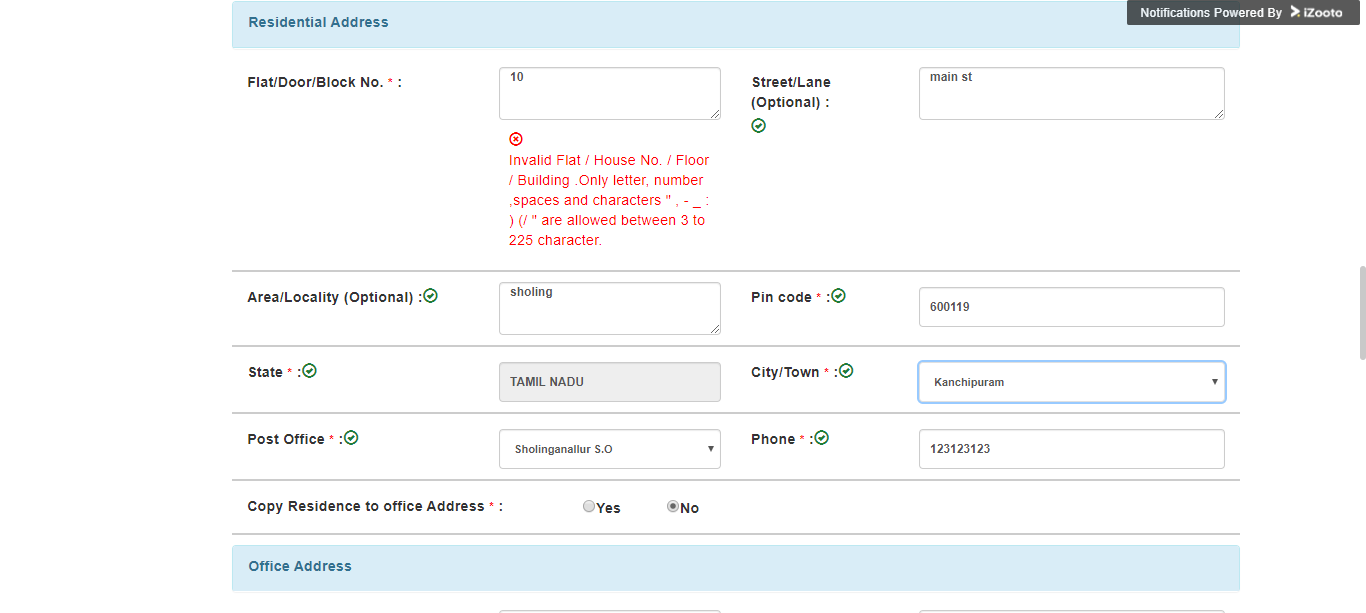 Notifications Powered By iZooto
Residential Address
Flat/Door/Block No. * :
10
Street/Lane
(Optional) :
main st
Invalid Flat / House No. / Floor
/ Building .Only letter, number
,spaces and characters " , - _ :
) (/ " are allowed between 3 to
225 character.
Area/Locality (Optional) :
sholing
Pin code * :
600119
State * :
TAMIL NADU
City/Town * :
Kanchipuram
Post Office * :
Sholinganallur S.O
Phone * :
123123123
Copy Residence to office Address * :
Yes
No
Office Address